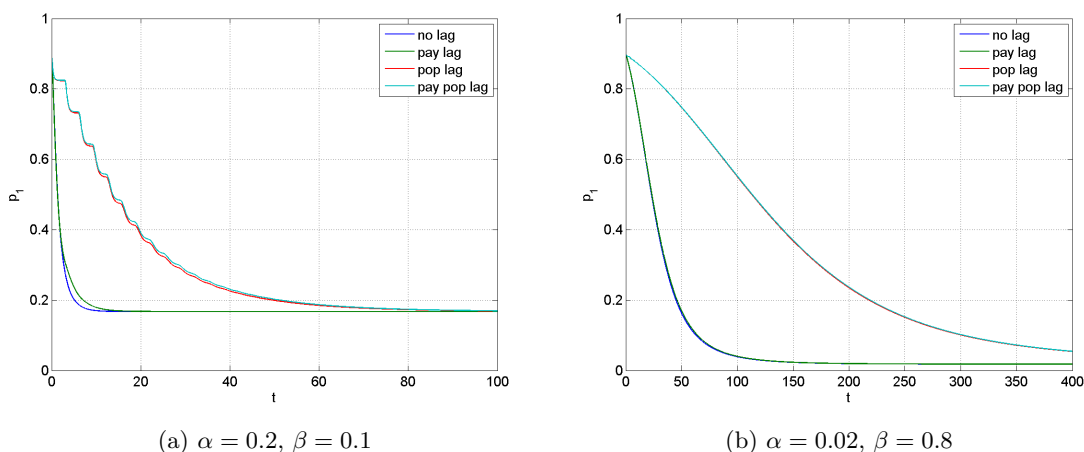 1
0.8
0.6
0.4
0.2
0
p1
0 20 40 60 80 100
t
no lag
pay lag
pop lag
pay pop lag
(a) α = 0.2, β = 0.1
1
0.8
0.6
0.4
0.2
0
p1
0 50 100 150 200 250 300 350 400
t
no lag
pay lag
pop lag
pay pop lag
(b) α = 0.02, β = 0.8